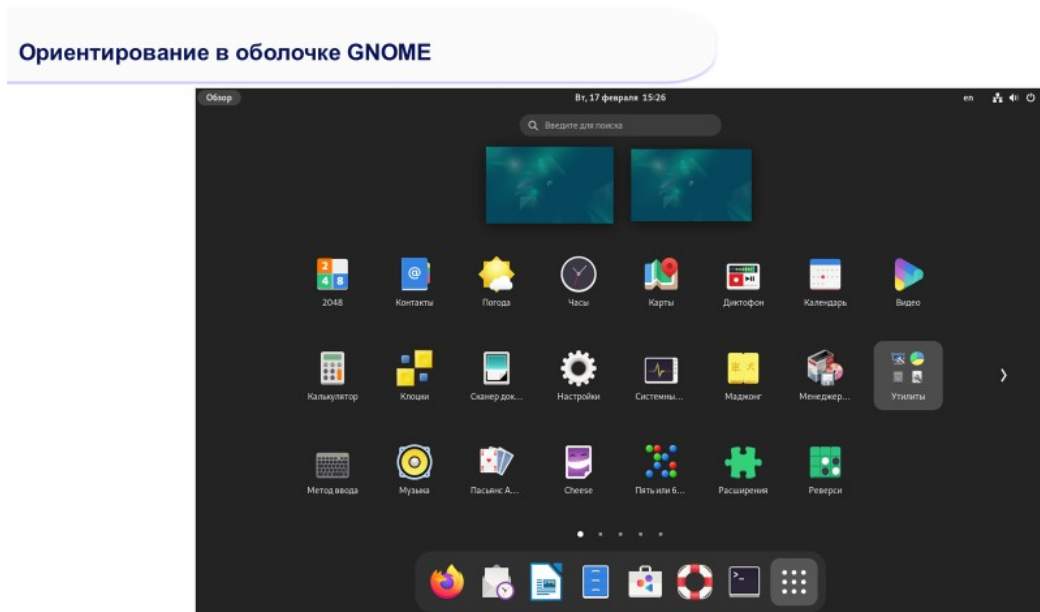 Ориентирование в оболочке GNOME
Обзор
Вт, 17 февраля 15:26
en
Введите для поиска
2048
Контакты
Погода
Часы
Карты
Диктофон
Календарь
Видео
Калькулятор
Клоцки
Сканер док...
Настройки
Системны...
Маджонг
Менеджер...
Утилиты
Метод ввода
Музыка
Пасьянс А...
Cheese
Пять или б...
Расширения
Реверси